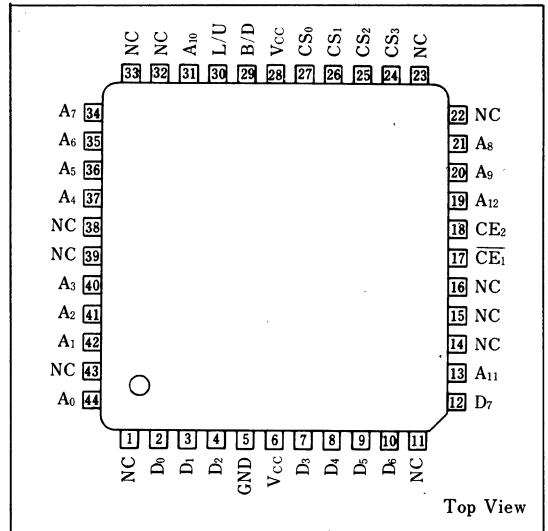 NC NC A10 L/U B/D VCC CS0 CS1 CS2 CS3 NC
33 32 31 30 29 28 27 26 25 24 23
A7 34
A6 35
A5 36
A4 37
NC 38
NC 39
A3 40
A2 41
A1 42
NC 43
A0 44
22 NC
21 A8
20 A9
19 A12
18 CE2
17 C̅E̅1̅
16 NC
15 NC
14 NC
13 A11
12 D7
1 2 3 4 5 6 7 8 9 10 11
NC D0 D1 D2 GND VCC D3 D4 D5 D6 NC
Top View